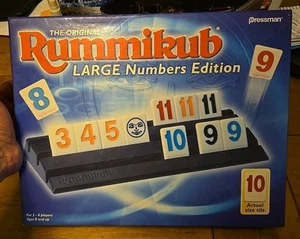 Pressman
THE ORIGINAL
Rummikub
LARGE Numbers Edition
9
8
11 11 11
3 4 5
10 9 9
Rummikub
10
Actual
size tile
For 2-4 players
Ages 8 and up